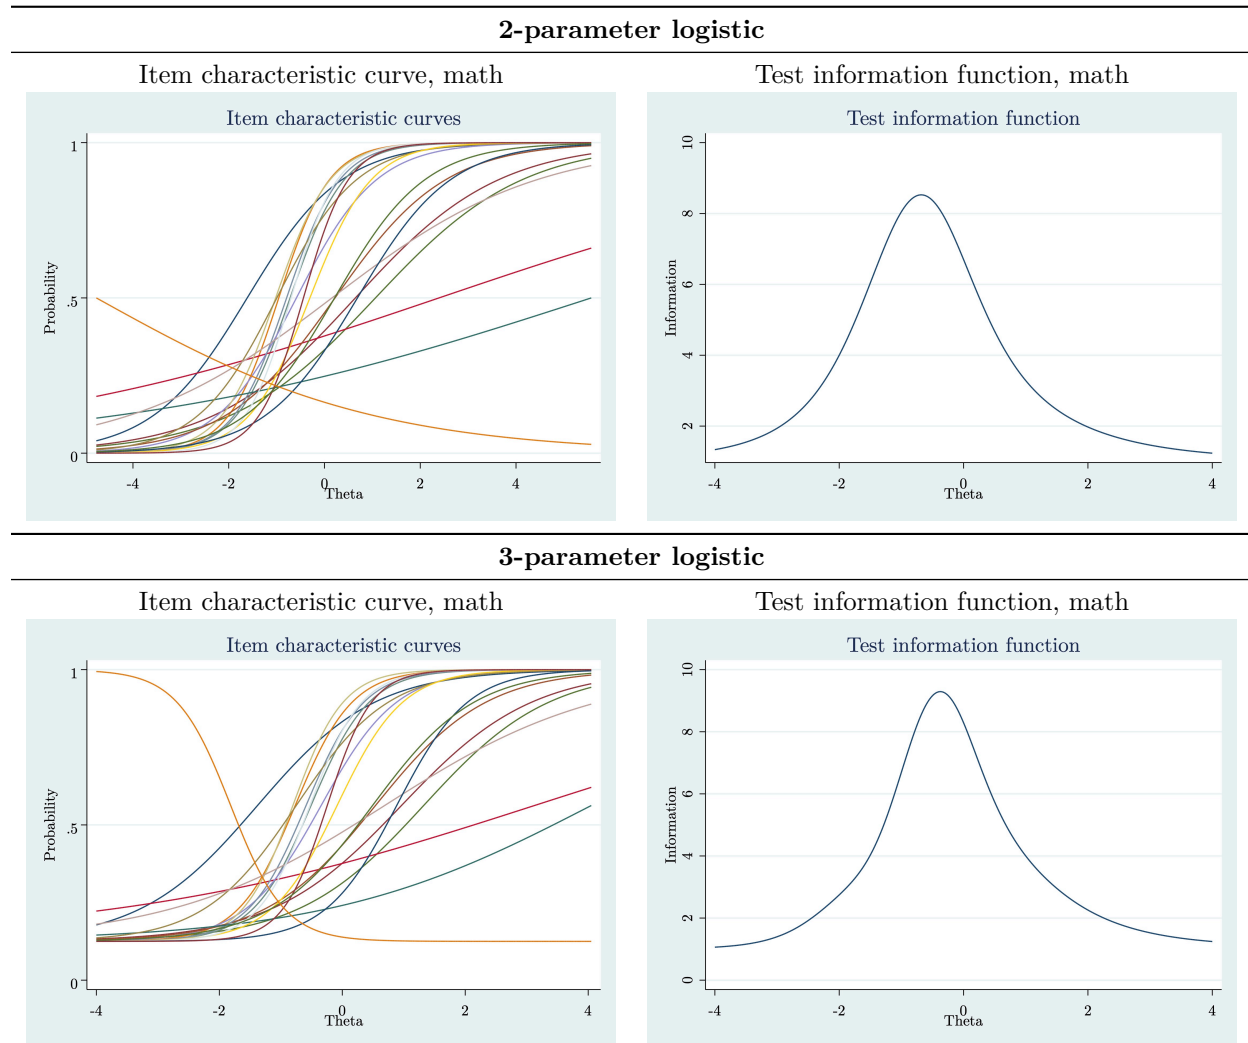 2-parameter logistic
Item characteristic curve, math
Test information function, math
Item characteristic curves
Probability
1
.5
0
-4 -2 0 2 4
Theta
Test information function
Information
10
8
6
4
2
-4 -2 0 2 4
Theta
3-parameter logistic
Item characteristic curve, math
Test information function, math
Item characteristic curves
Probability
1
.5
0
-4 -2 0 2 4
Theta
Test information function
Information
10
8
6
4
2
0
-4 -2 0 2 4
Theta